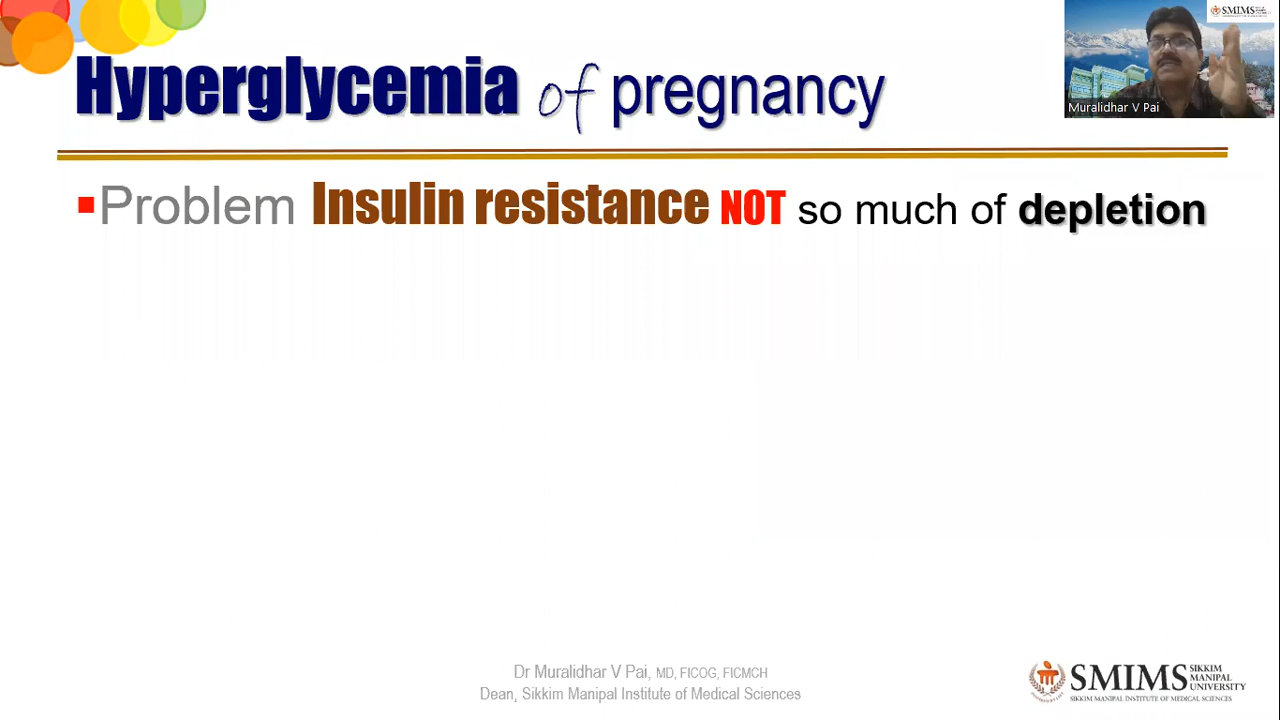 SMIMS
Muralidhar V Pai
Hyperglycemia of pregnancy
Problem Insulin resistance NOT so much of depletion
Dr Muralidhar V Pai, MD, FICOG, FICMCH
Dean, Sikkim Manipal Institute of Medical Sciences
SMIMS SIKKIM MANIPAL UNIVERSITY
SIKKIM MANIPAL INSTITUTE OF MEDICAL SCIENCES